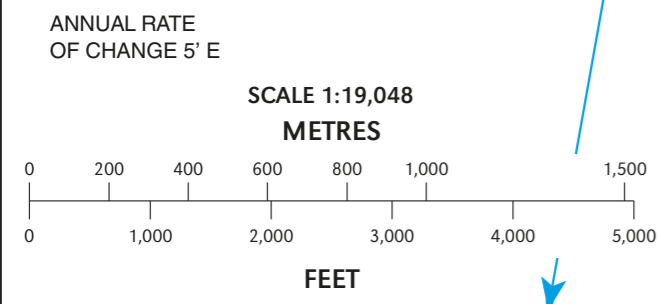 ANNUAL RATE
OF CHANGE 5' E
SCALE 1:19,048
METRES
0 200 400 600 800 1,000 1,500
0 1,000 2,000 3,000 4,000 5,000
FEET